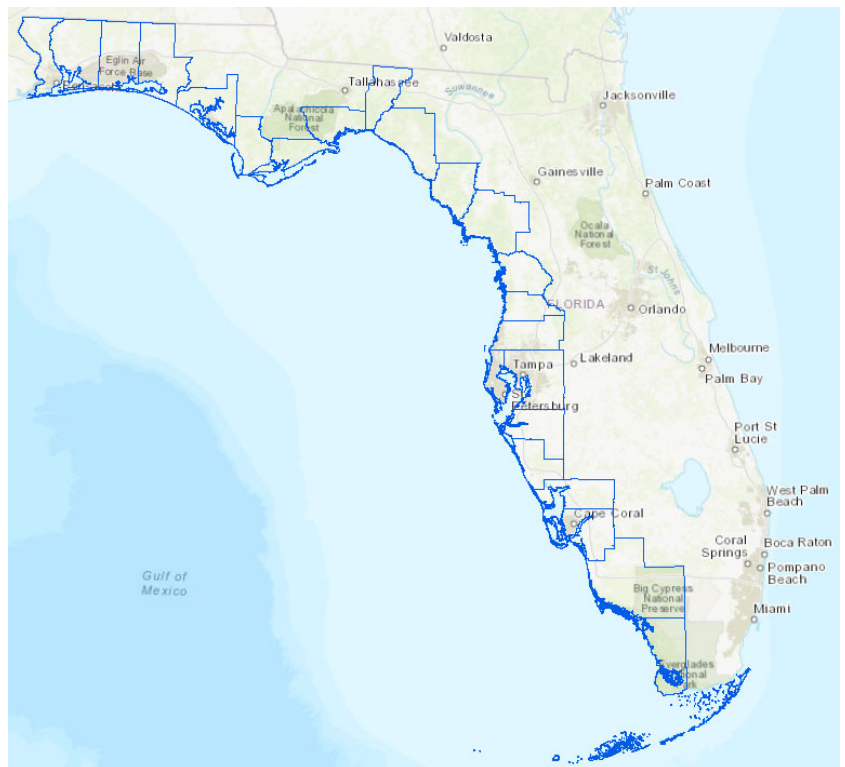 Valdosta
Eglin Air
Force Base
Tallahassee
Suwannee
Jacksonville
Apalachicola
National
Forest
Gainesville
Palm Coast
Ocala
National
Forest
St Johns
FLORIDA
Orlando
Melbourne
Tampa
Lakeland
Palm Bay
St
Petersburg
Port St
Lucie
West Palm
Beach
Cape Coral
Coral
Springs
Boca Raton
Pompano
Beach
Gulf of
Mexico
Big Cypress
National
Preserve
Miami
Everglades